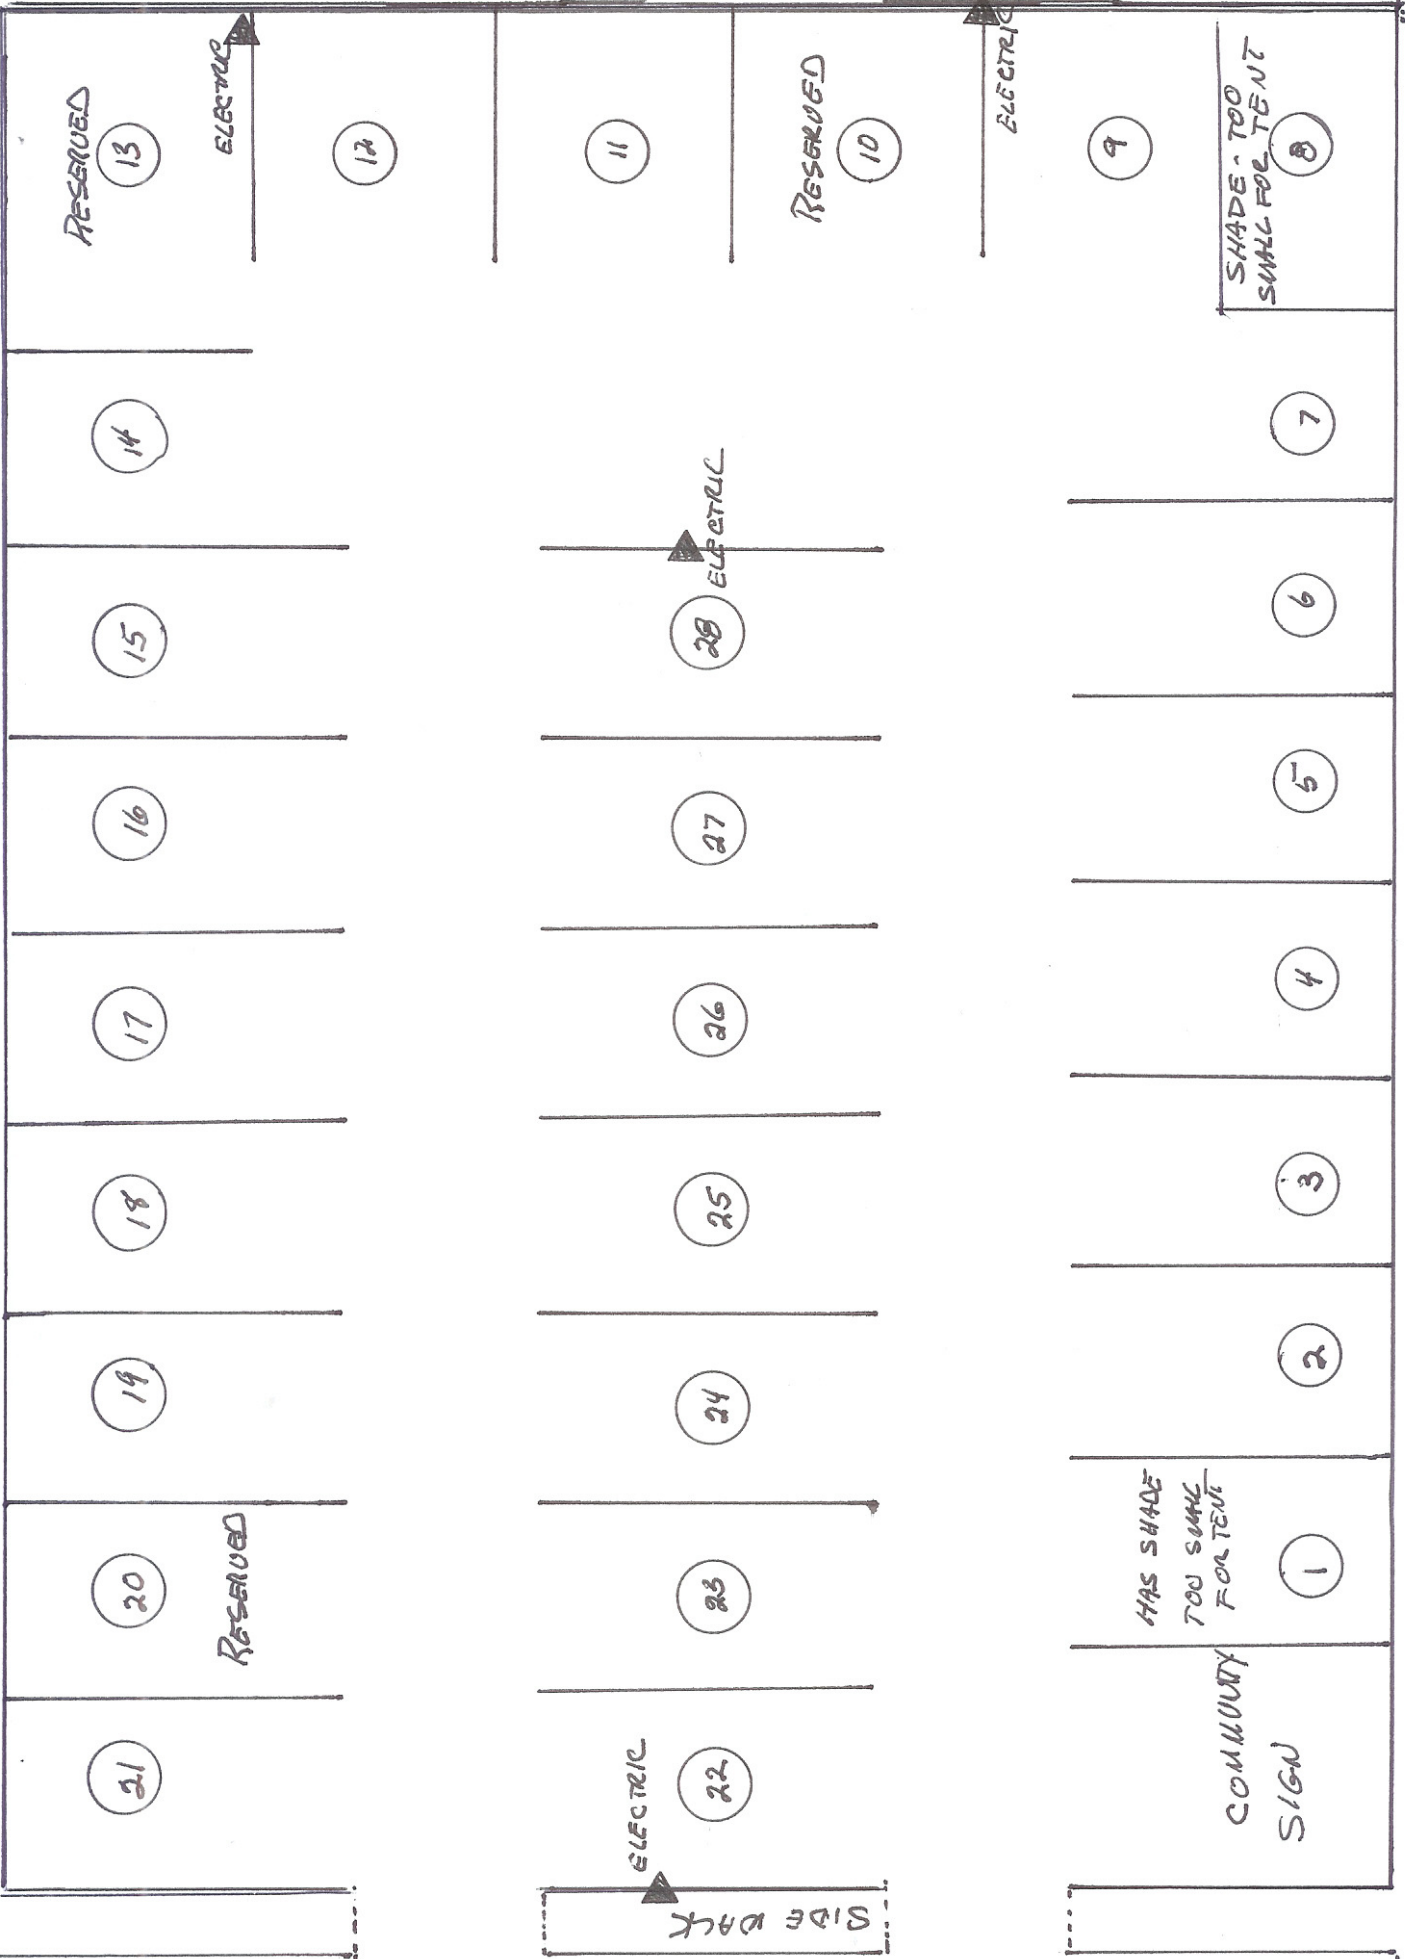 RESERVED
13
ELECTRIC
12
11
RESERVED
10
ELECTRIC
9
SHADE - TOO
SMALL FOR TENT
8
14
7
ELECTRIC
15
28
6
16
27
5
17
26
4
18
25
3
19
24
2
20
RESERVED
23
HAS SHADE
TOO SMALL
FOR TENT
1
21
ELECTRIC
22
COMMUNITY
SIGN
SIDE WALK